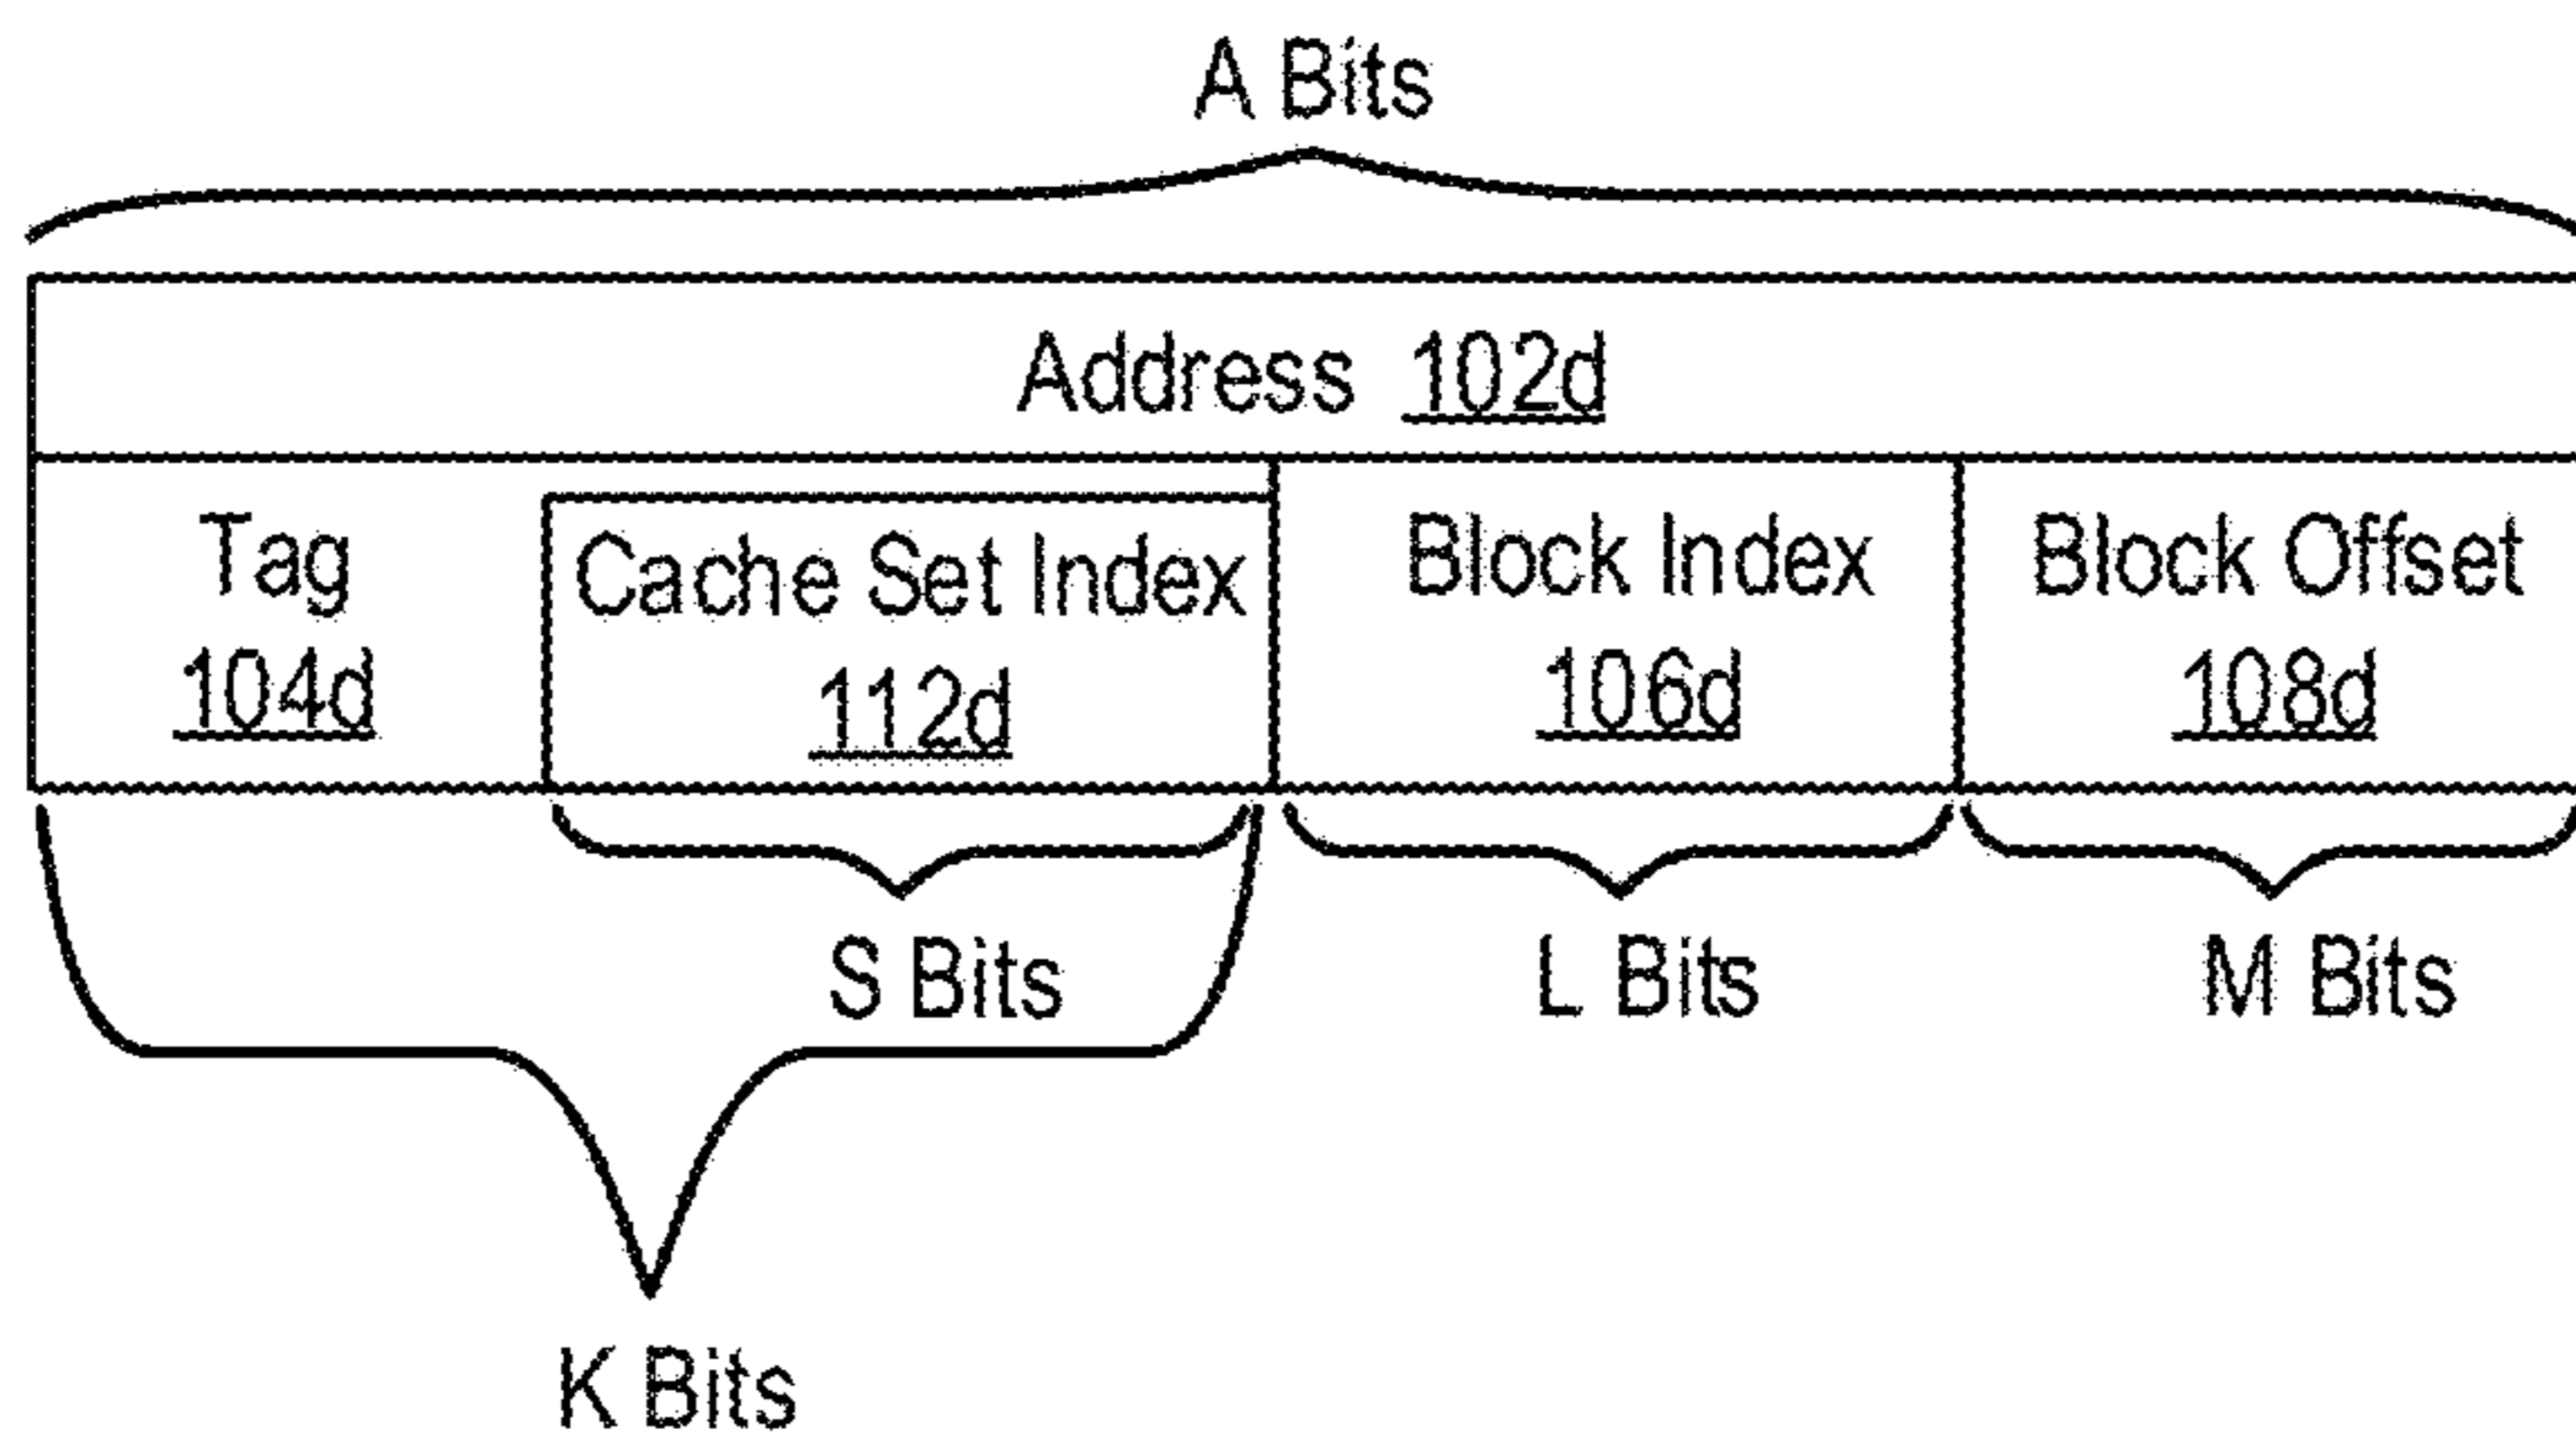 A Bits
Address 102d
Tag
104d
Cache Set Index
112d
Block Index
106d
Block Offset
108d
S Bits
L Bits
M Bits
K Bits